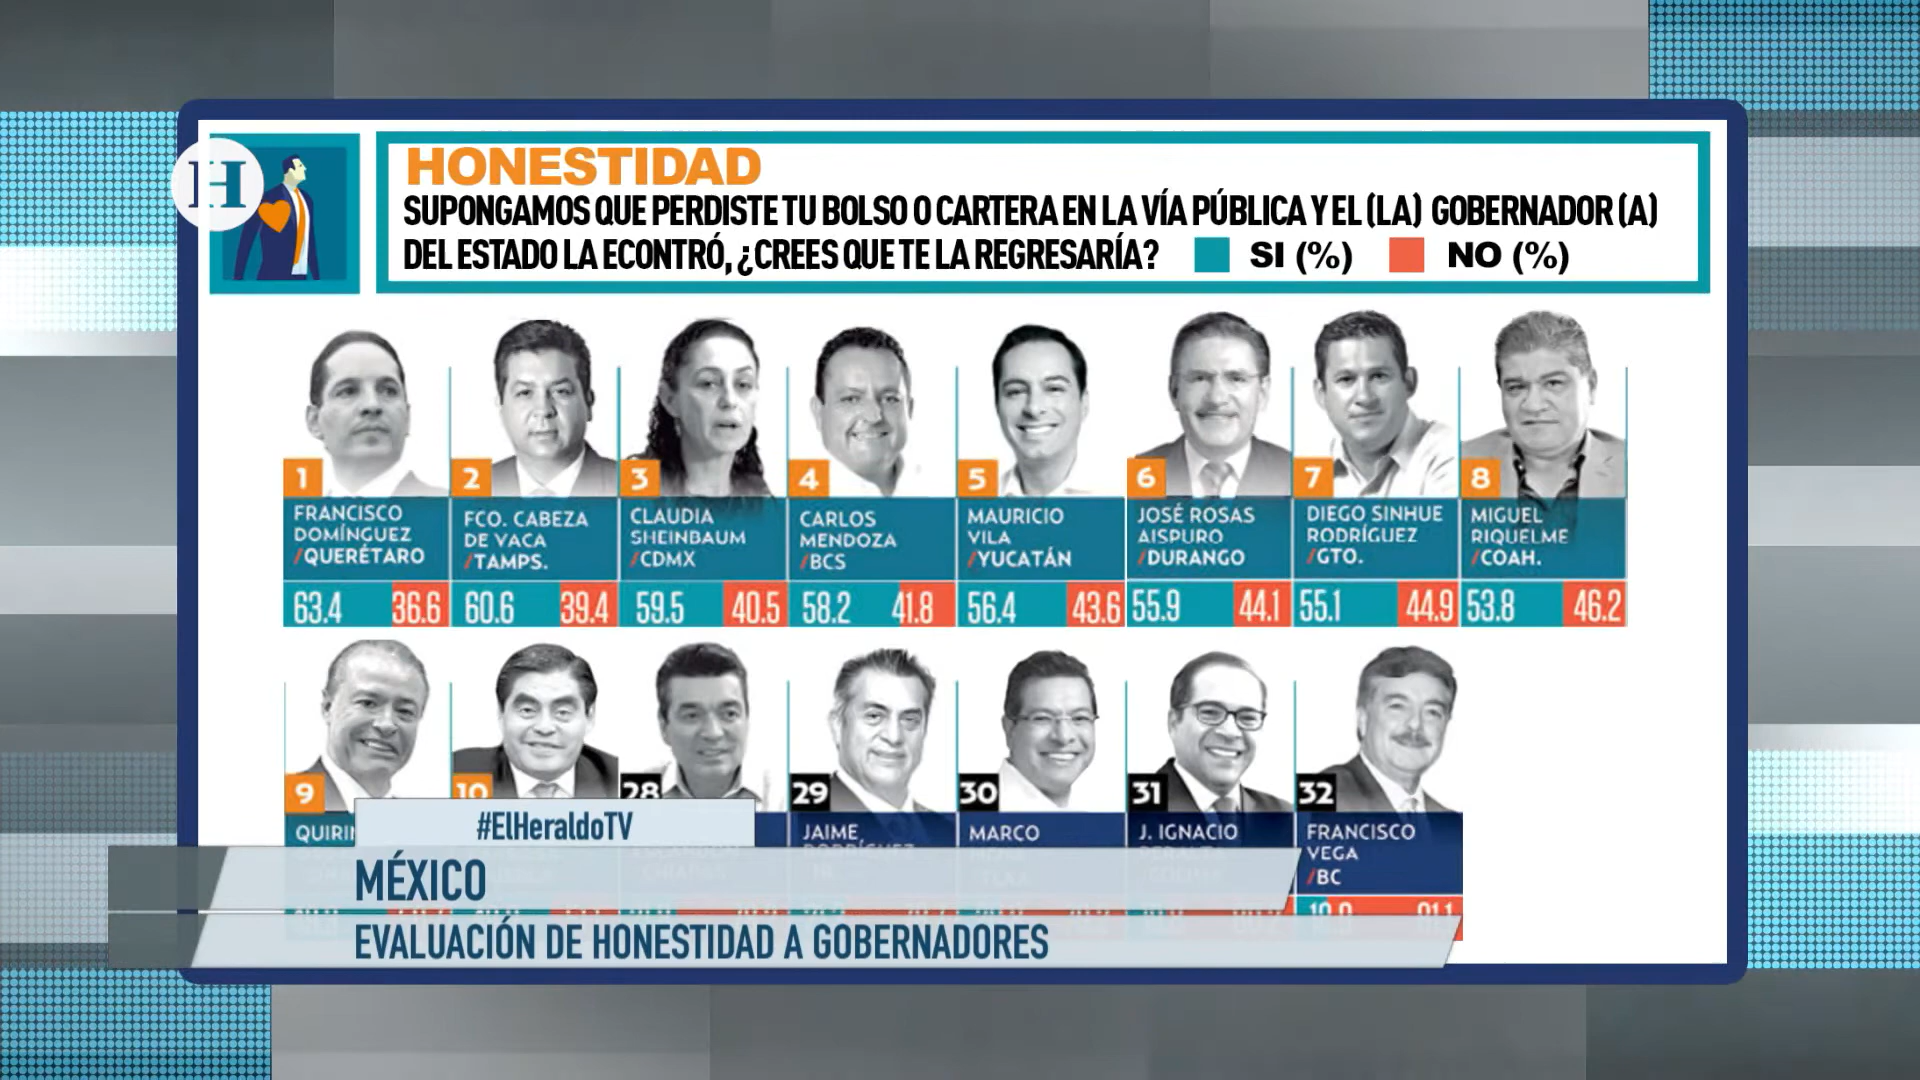 H
HONESTIDAD
SUPONGAMOS QUE PERDISTE TU BOLSO O CARTERA EN LA VÍA PÚBLICA Y EL (LA) GOBERNADOR (A)
DEL ESTADO LA ECONTRÓ, ¿CREES QUE TE LA REGRESARÍA? SI (%) NO (%)
1
FRANCISCO
DOMÍNGUEZ
/QUERÉTARO
63.4 36.6
2
FCO. CABEZA
DE VACA
/TAMPS.
60.6 39.4
3
CLAUDIA
SHEINBAUM
/CDMX
59.5 40.5
4
CARLOS
MENDOZA
/BCS
58.2 41.8
5
MAURICIO
VILA
/YUCATÁN
56.4 43.6
6
JOSÉ ROSAS
AISPURO
/DURANGO
55.9 44.1
7
DIEGO SINHUE
RODRÍGUEZ
/GTO.
55.1 44.9
8
MIGUEL
RIQUELME
/COAH.
53.8 46.2
9
10
28
29
JAIME
RODRÍGUEZ
30
MARCO
31
J. IGNACIO
PERALTA
32
FRANCISCO
VEGA
/BC
#ElHeraldoTV
MÉXICO
EVALUACIÓN DE HONESTIDAD A GOBERNADORES